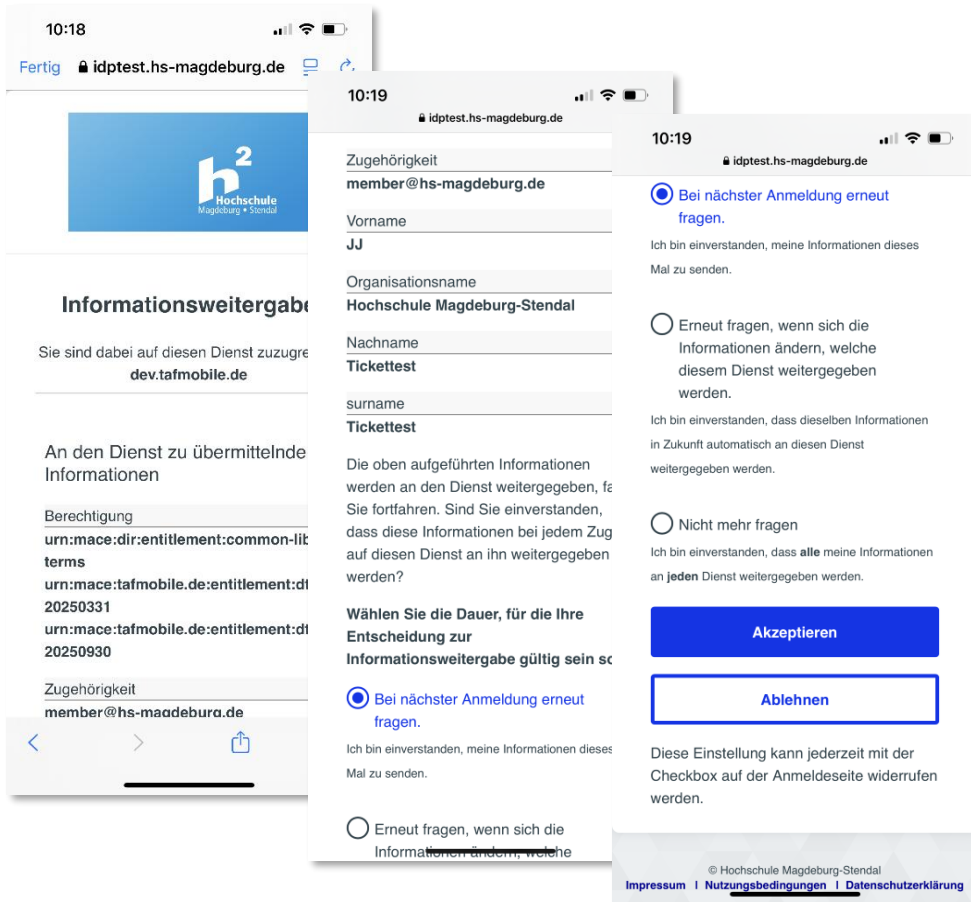 10:18
Fertig idptest.hs-magdeburg.de
h2
Hochschule
Magdeburg • Stendal
Informationsweitergabe
Sie sind dabei auf diesen Dienst zuzugre
dev.tafmobile.de
An den Dienst zu übermittelnde
Informationen
Berechtigung
urn:mace:dir:entitlement:common-lib
terms
urn:mace:tafmobile.de:entitlement:dt
20250331
urn:mace:tafmobile.de:entitlement:dt
20250930
Zugehörigkeit
member@hs-magdeburg.de
10:19
idptest.hs-magdeburg.de
Zugehörigkeit
member@hs-magdeburg.de
Vorname
JJ
Organisationsname
Hochschule Magdeburg-Stendal
Nachname
Tickettest
surname
Tickettest
Die oben aufgeführten Informationen
werden an den Dienst weitergegeben, fa
Sie fortfahren. Sind Sie einverstanden,
dass diese Informationen bei jedem Zug
auf diesen Dienst an ihn weitergegeben
werden?
Wählen Sie die Dauer, für die Ihre
Entscheidung zur
Informationsweitergabe gültig sein so
Bei nächster Anmeldung erneut
fragen.
Ich bin einverstanden, meine Informationen dieses
Mal zu senden.
Erneut fragen, wenn sich die
Informationen ändern, welche
10:19
idptest.hs-magdeburg.de
Bei nächster Anmeldung erneut
fragen.
Ich bin einverstanden, meine Informationen dieses
Mal zu senden.
Erneut fragen, wenn sich die
Informationen ändern, welche
diesem Dienst weitergegeben
werden.
Ich bin einverstanden, dass dieselben Informationen
in Zukunft automatisch an diesen Dienst
weitergegeben werden.
Nicht mehr fragen
Ich bin einverstanden, dass alle meine Informationen
an jeden Dienst weitergegeben werden.
Akzeptieren
Ablehnen
Diese Einstellung kann jederzeit mit der
Checkbox auf der Anmeldeseite widerrufen
werden.
© Hochschule Magdeburg-Stendal
Impressum | Nutzungsbedingungen | Datenschutzerklärung